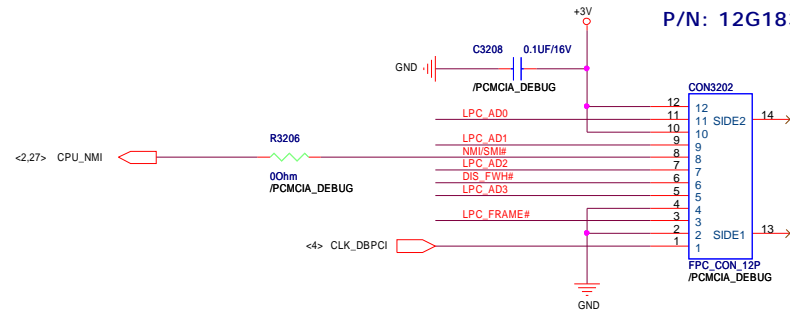 +3V
P/N: 12G18
C3208 0.1UF/16V
GND
/PCMCIA_DEBUG
CON3202
12 12
LPC_AD0 11 11 SIDE2 14
10 10
R3206
LPC_AD1 9 9
<2,27> CPU_NMI NMI/SMI# 8 8
LPC_AD2 7 7
0Ohm DIS_FWH# 6 6
/PCMCIA_DEBUG LPC_AD3 5 5
4 4
LPC_FRAME# 3 3
2 2 SIDE1 13
<4> CLK_DBPCI 1 1
FPC_CON_12P
/PCMCIA_DEBUG
GND